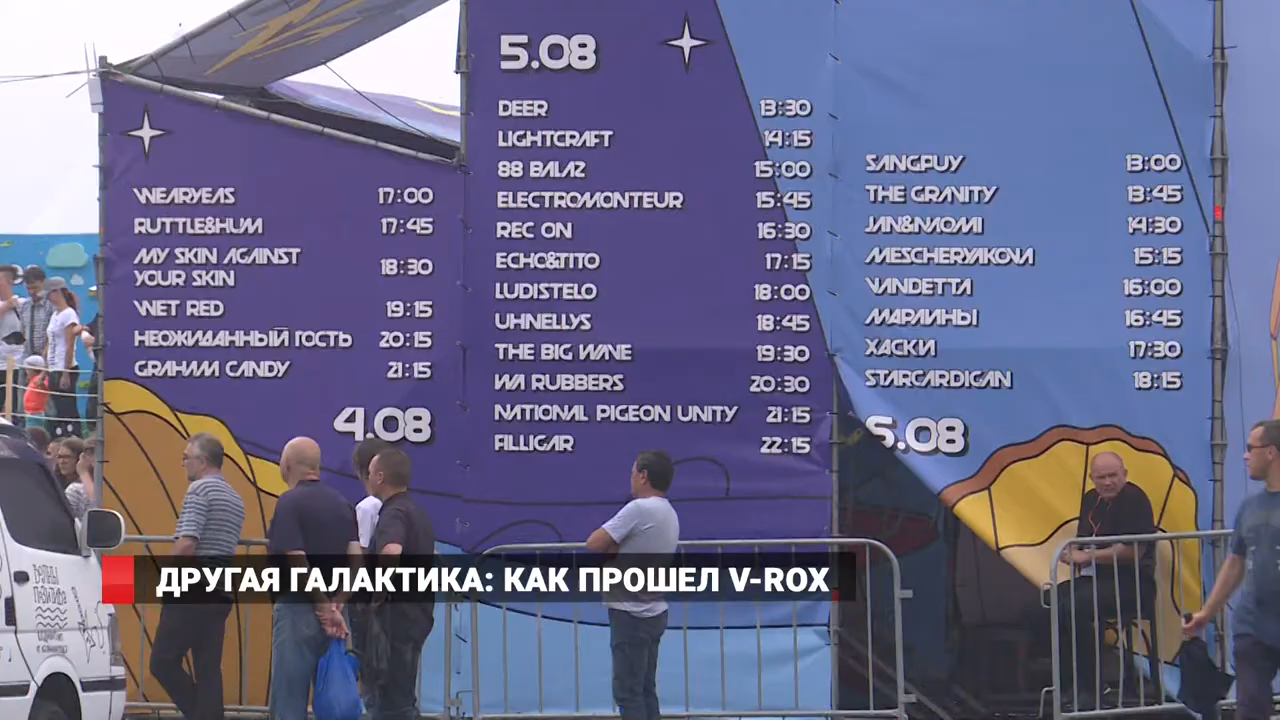 WEARYEAS 17:00
RUTTLE&HUM 17:45
MY SKIN AGAINST
YOUR SKIN 18:30
WET RED 19:15
НЕОЖИДАННЫЙ ГОСТЬ 20:15
GRAHAM CANDY 21:15
4.08
5.08
DEER 13:30
LIGHTCRAFT 14:15
88 BALAZ 15:00
ELECTROMONTEUR 15:45
REC ON 16:30
ECHO&TITO 17:15
LUDISTELO 18:00
UHNELLYS 18:45
THE BIG WAVE 19:30
WA RUBBERS 20:30
NATIONAL PIGEON UNITY 21:15
FILLIGAR 22:15
SANGPUY 13:00
THE GRAVITY 13:45
JAN&NAOMI 14:30
MESCHERYAKOVA 15:15
VANDETTA 16:00
МАРЛИНЫ 16:45
ХАСКИ 17:30
STARCARDIGAN 18:15
.08
ДРУГАЯ ГАЛАКТИКА: КАК ПРОШЕЛ V-ROX